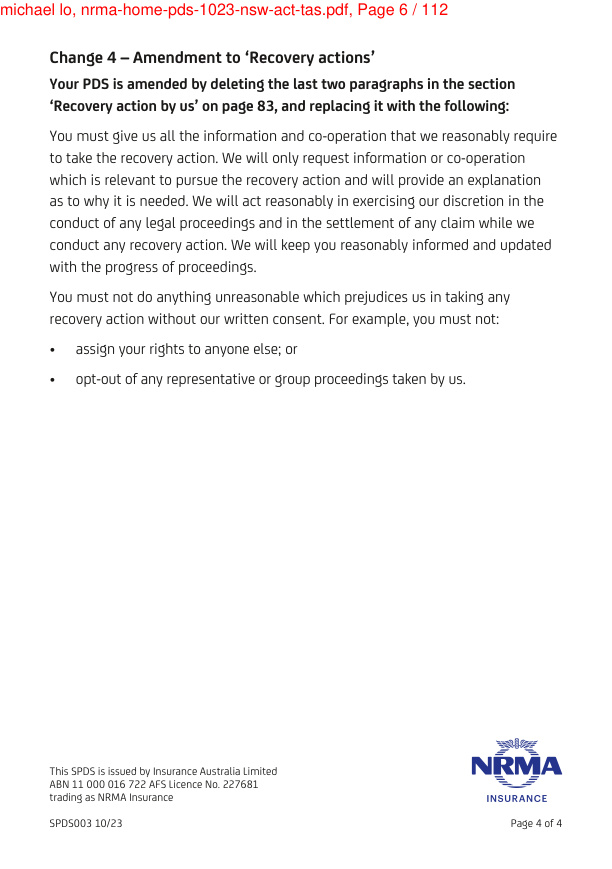 michael lo, nrma-home-pds-1023-nsw-act-tas.pdf, Page 6 / 112
Change 4 – Amendment to ‘Recovery actions’
Your PDS is amended by deleting the last two paragraphs in the section
‘Recovery action by us’ on page 83, and replacing it with the following:
You must give us all the information and co-operation that we reasonably require
to take the recovery action. We will only request information or co-operation
which is relevant to pursue the recovery action and will provide an explanation
as to why it is needed. We will act reasonably in exercising our discretion in the
conduct of any legal proceedings and in the settlement of any claim while we
conduct any recovery action. We will keep you reasonably informed and updated
with the progress of proceedings.
You must not do anything unreasonable which prejudices us in taking any
recovery action without our written consent. For example, you must not:
• assign your rights to anyone else; or
• opt-out of any representative or group proceedings taken by us.
This SPDS is issued by Insurance Australia Limited
ABN 11 000 016 722 AFS Licence No. 227681
trading as NRMA Insurance
NRMA
INSURANCE
SPDS003 10/23
Page 4 of 4